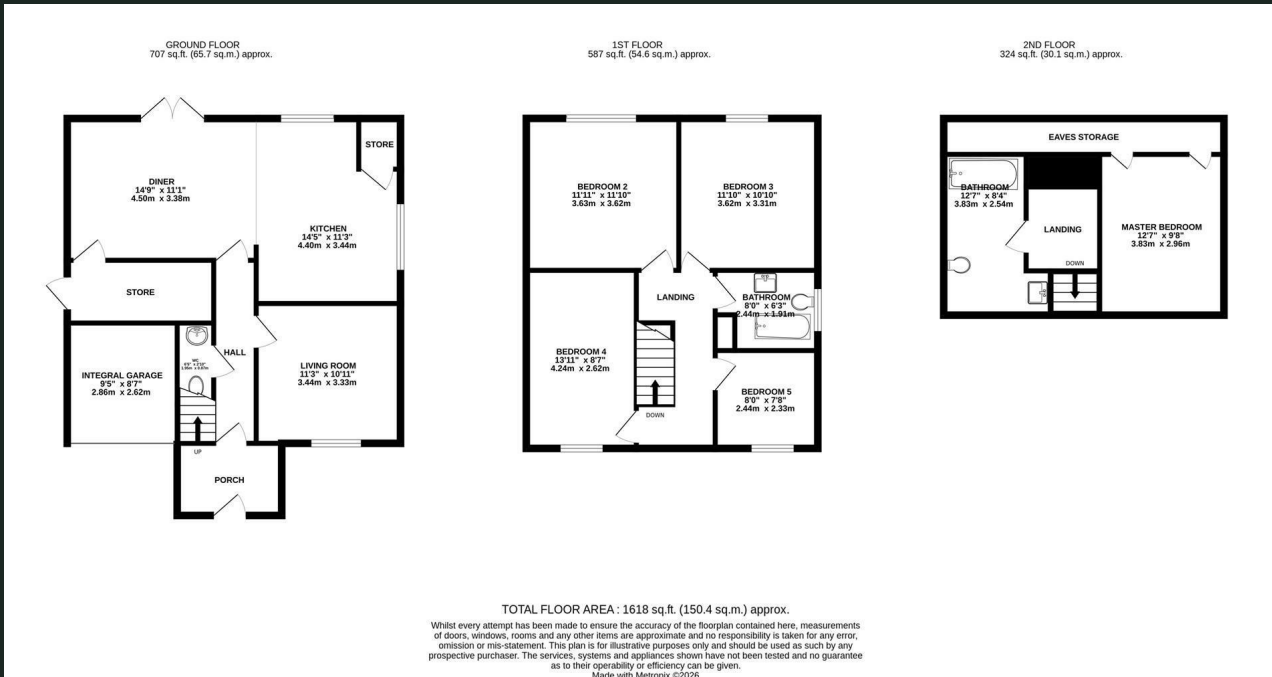 GROUND FLOOR
707 sq.ft. (65.7 sq.m.) approx.
DINER
14'9" x 11'1"
4.50m x 3.38m
STORE
KITCHEN
14'5" x 11'3"
4.40m x 3.44m
STORE
INTEGRAL GARAGE
9'5" x 8'7"
2.86m x 2.62m
WC
HALL
LIVING ROOM
11'3" x 10'11"
3.44m x 3.33m
UP
PORCH
1ST FLOOR
587 sq.ft. (54.6 sq.m.) approx.
BEDROOM 2
11'11" x 11'10"
3.63m x 3.62m
BEDROOM 3
11'10" x 10'10"
3.62m x 3.31m
LANDING
BATHROOM
8'0" x 6'3"
2.44m x 1.91m
BEDROOM 4
13'11" x 8'7"
4.24m x 2.62m
DOWN
BEDROOM 5
8'0" x 7'8"
2.44m x 2.33m
2ND FLOOR
324 sq.ft. (30.1 sq.m.) approx.
EAVES STORAGE
BATHROOM
12'7" x 8'4"
3.83m x 2.54m
LANDING
DOWN
MASTER BEDROOM
12'7" x 9'8"
3.83m x 2.96m
TOTAL FLOOR AREA : 1618 sq.ft. (150.4 sq.m.) approx.
Whilst every attempt has been made to ensure the accuracy of the floorplan contained here, measurements
of doors, windows, rooms and any other items are approximate and no responsibility is taken for any error,
omission or mis-statement. This plan is for illustrative purposes only and should be used as such by any
prospective purchaser. The services, systems and appliances shown have not been tested and no guarantee
as to their operability or efficiency can be given.
Made with Metropix ©2026